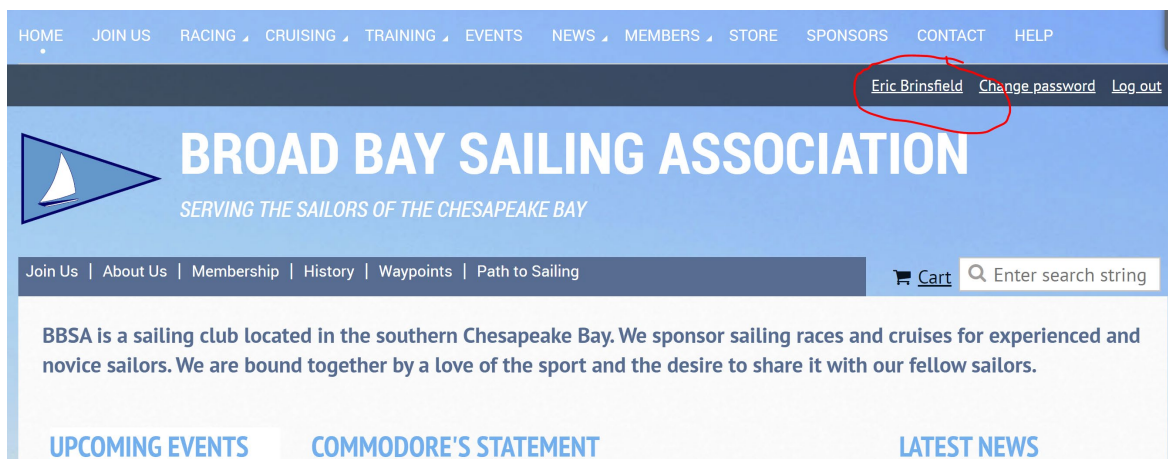 HOME JOIN US RACING CRUISING TRAINING EVENTS NEWS MEMBERS STORE SPONSORS CONTACT HELP
Eric Brinsfield Change password Log out
BROAD BAY SAILING ASSOCIATION
SERVING THE SAILORS OF THE CHESAPEAKE BAY
Join Us | About Us | Membership | History | Waypoints | Path to Sailing
Cart Enter search string
BBSA is a sailing club located in the southern Chesapeake Bay. We sponsor sailing races and cruises for experienced and
novice sailors. We are bound together by a love of the sport and the desire to share it with our fellow sailors.
UPCOMING EVENTS COMMODORE'S STATEMENT LATEST NEWS